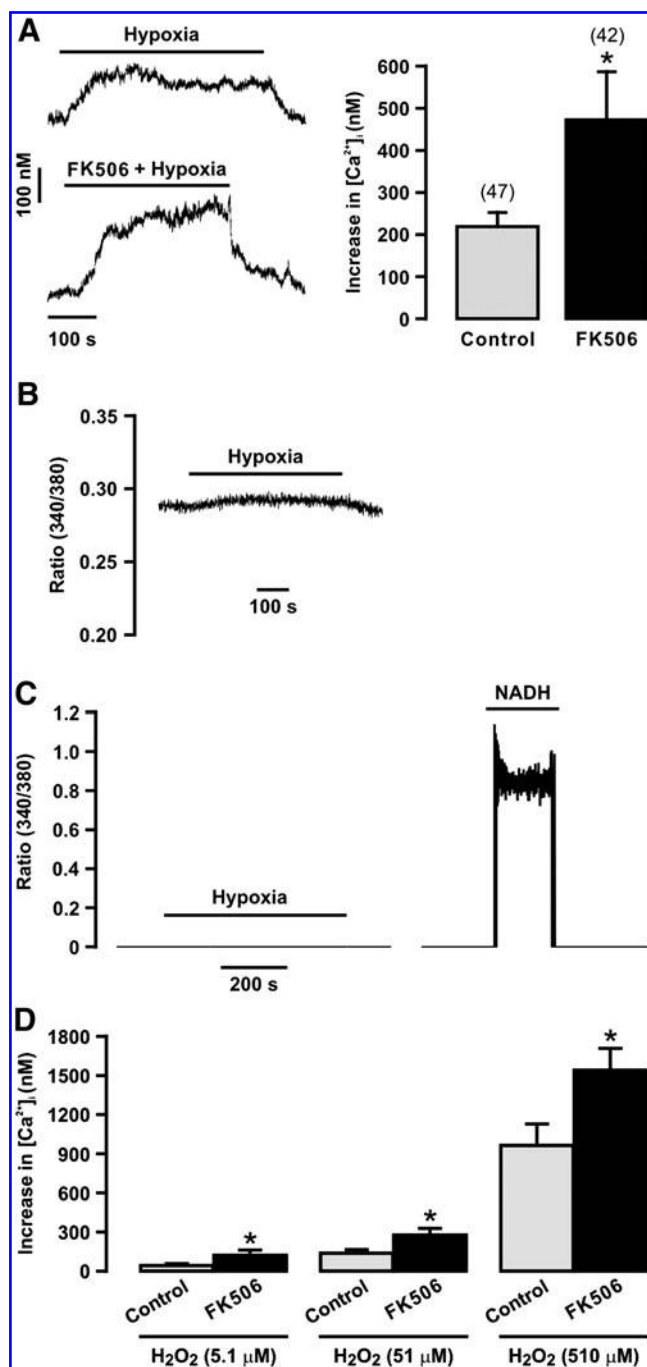 A
Hypoxia
FK506 + Hypoxia
100 nM
100 s
Increase in [Ca²⁺]ᵢ (nM)
600
500
400
300
200
100
0
(47)
(42)
*
Control
FK506
B
Ratio (340/380)
0.35
0.30
0.25
0.20
Hypoxia
100 s
C
Ratio (340/380)
1.2
1.0
0.8
0.6
0.4
0.2
0
Hypoxia
200 s
NADH
D
Increase in [Ca²⁺]ᵢ (nM)
1800
1500
1200
900
600
300
0
*
*
*
Control
FK506
Control
FK506
Control
FK506
H₂O₂ (5.1 µM)
H₂O₂ (51 µM)
H₂O₂ (510 µM)